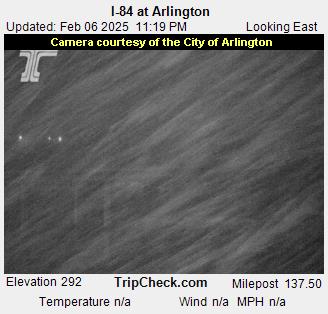 I-84 at Arlington
Updated: Feb 06 2025 11:19 PM Looking East
Camera courtesy of the City of Arlington
Elevation 292 TripCheck.com Milepost 137.50
Temperature n/a Wind n/a MPH n/a